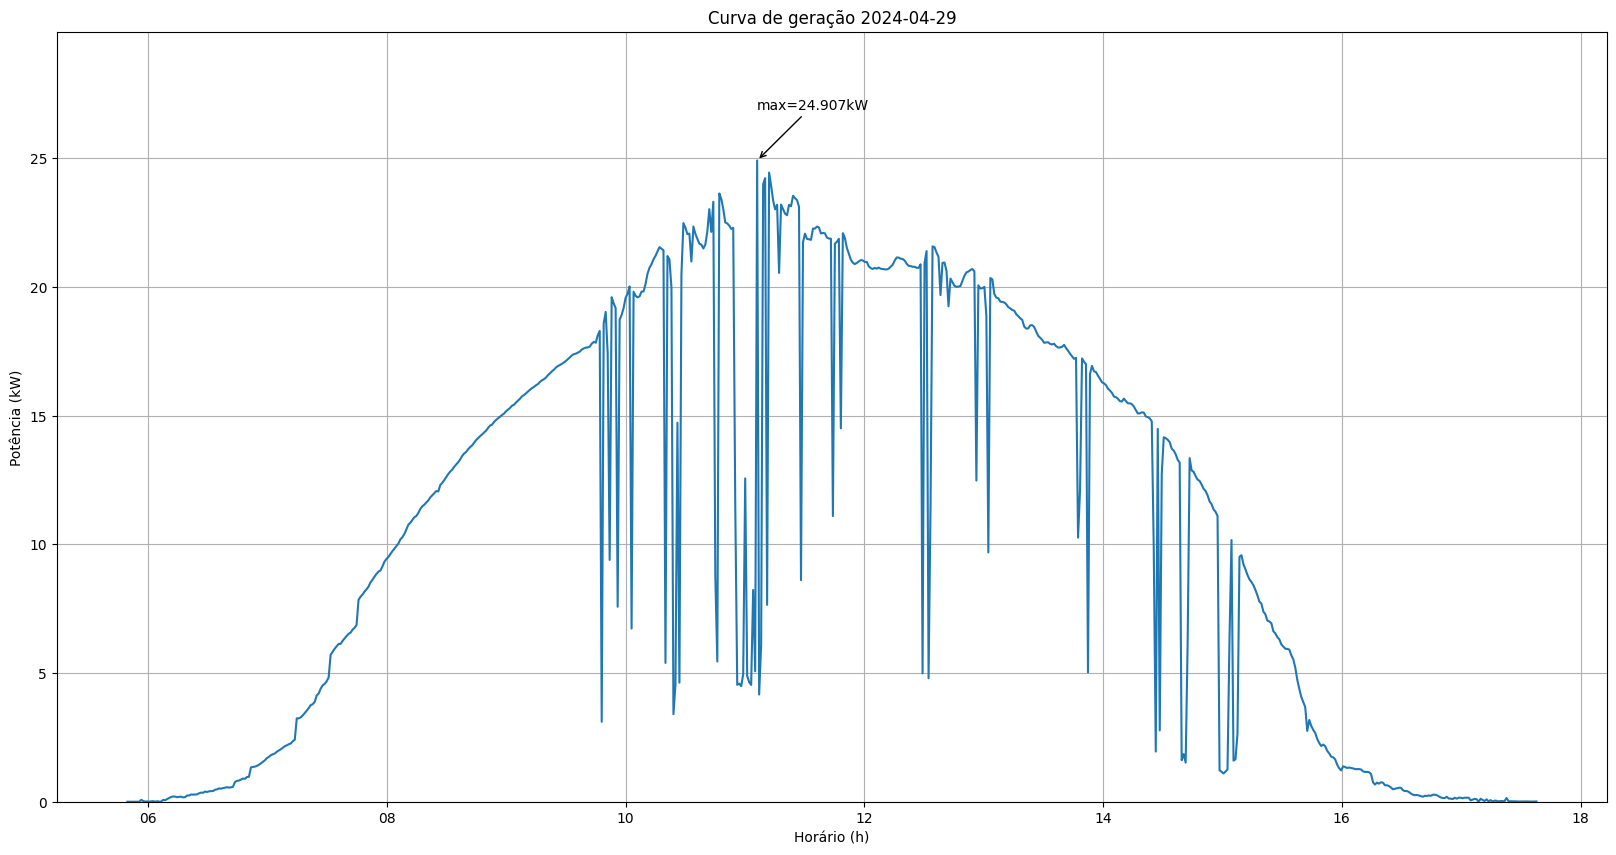 Curva de geração 2024-04-29
max=24.907kW
25
20
15
10
5
0
Potência (kW)
06 08 10 12 14 16 18
Horário (h)